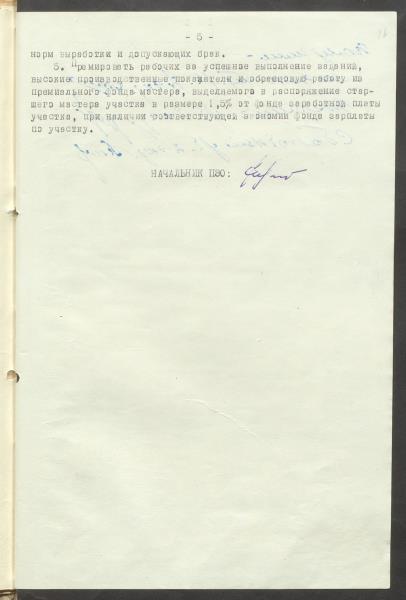 - 5 -
норм выработки и допускающих брак.
5. Премировать рабочих за успешное выполнение заданий,
высокие производственные показатели и образцовую работу из
премиального фонда мастера, выделяемого в распоряжение стар-
шего мастера участка в размере 1,5% от фонда заработной платы
участка, при наличии соответствующей экономии фонда зарплаты
по участку.
НАЧАЛЬНИК ПЭО: